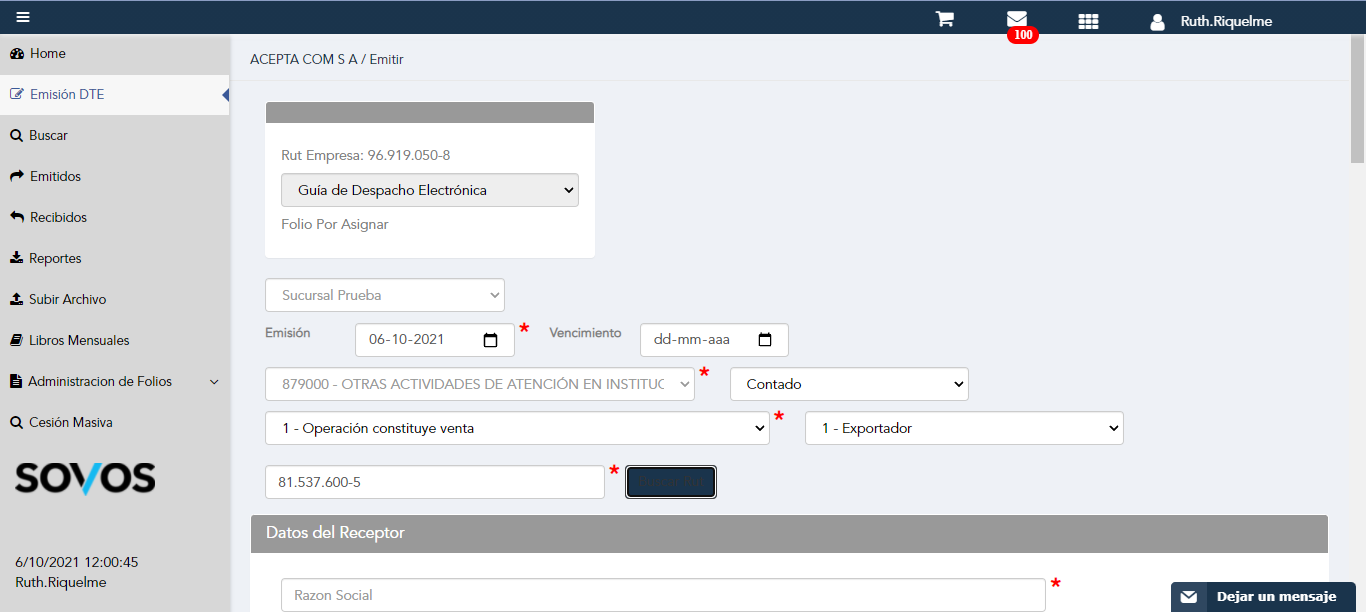 Ruth.Riquelme
100
Home
Emisión DTE
Buscar
Emitidos
Recibidos
Reportes
Subir Archivo
Libros Mensuales
Administracion de Folios
Cesión Masiva
SOVOS
6/10/2021 12:00:45
Ruth.Riquelme
ACEPTA COM S A / Emitir
Rut Empresa: 96.919.050-8
Guía de Despacho Electrónica
Folio Por Asignar
Sucursal Prueba
Emisión 06-10-2021 * Vencimiento dd-mm-aaa
879000 - OTRAS ACTIVIDADES DE ATENCIÓN EN INSTITUC * Contado
1 - Operación constituye venta * 1 - Exportador
81.537.600-5 *
Datos del Receptor
Razon Social *
Dejar un mensaje